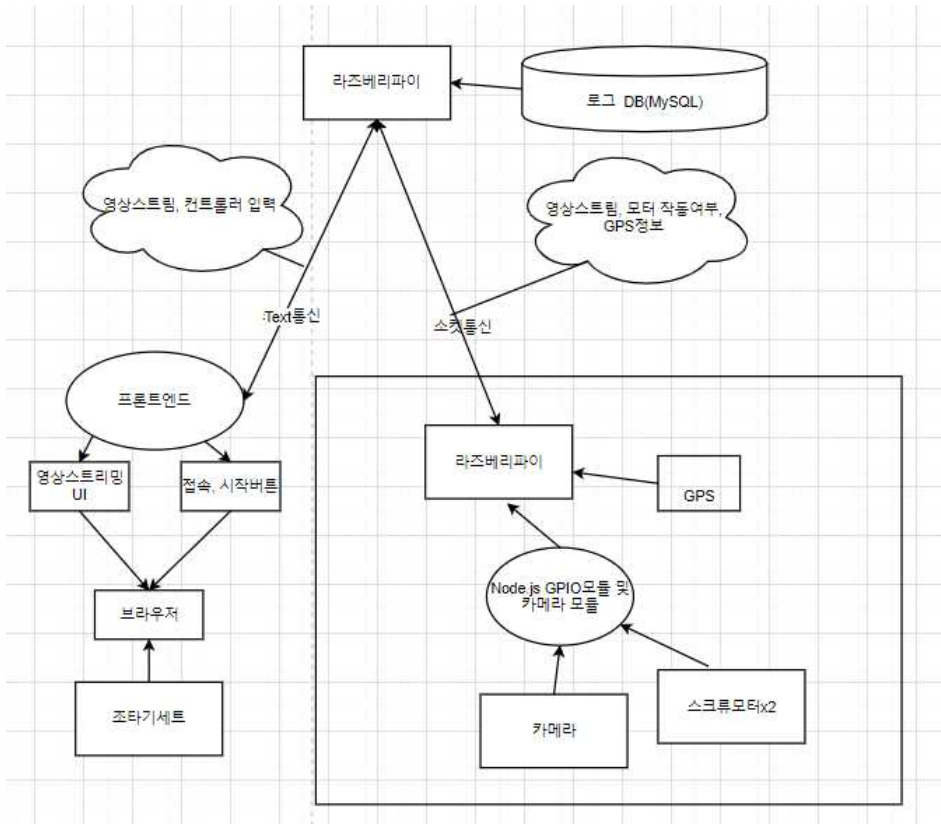 라즈베리파이
로그 DB(MySQL)
영상스트림, 컨트롤러 입력
영상스트림, 모터 작동여부,
GPS정보
:Text통신
소켓통신
프론트엔드
영상스트리밍
UI
접속, 시작버튼
브라우저
조타기세트
라즈베리파이
GPS
Node.js GPIO모듈 및
카메라 모듈
카메라
스크류모터x2